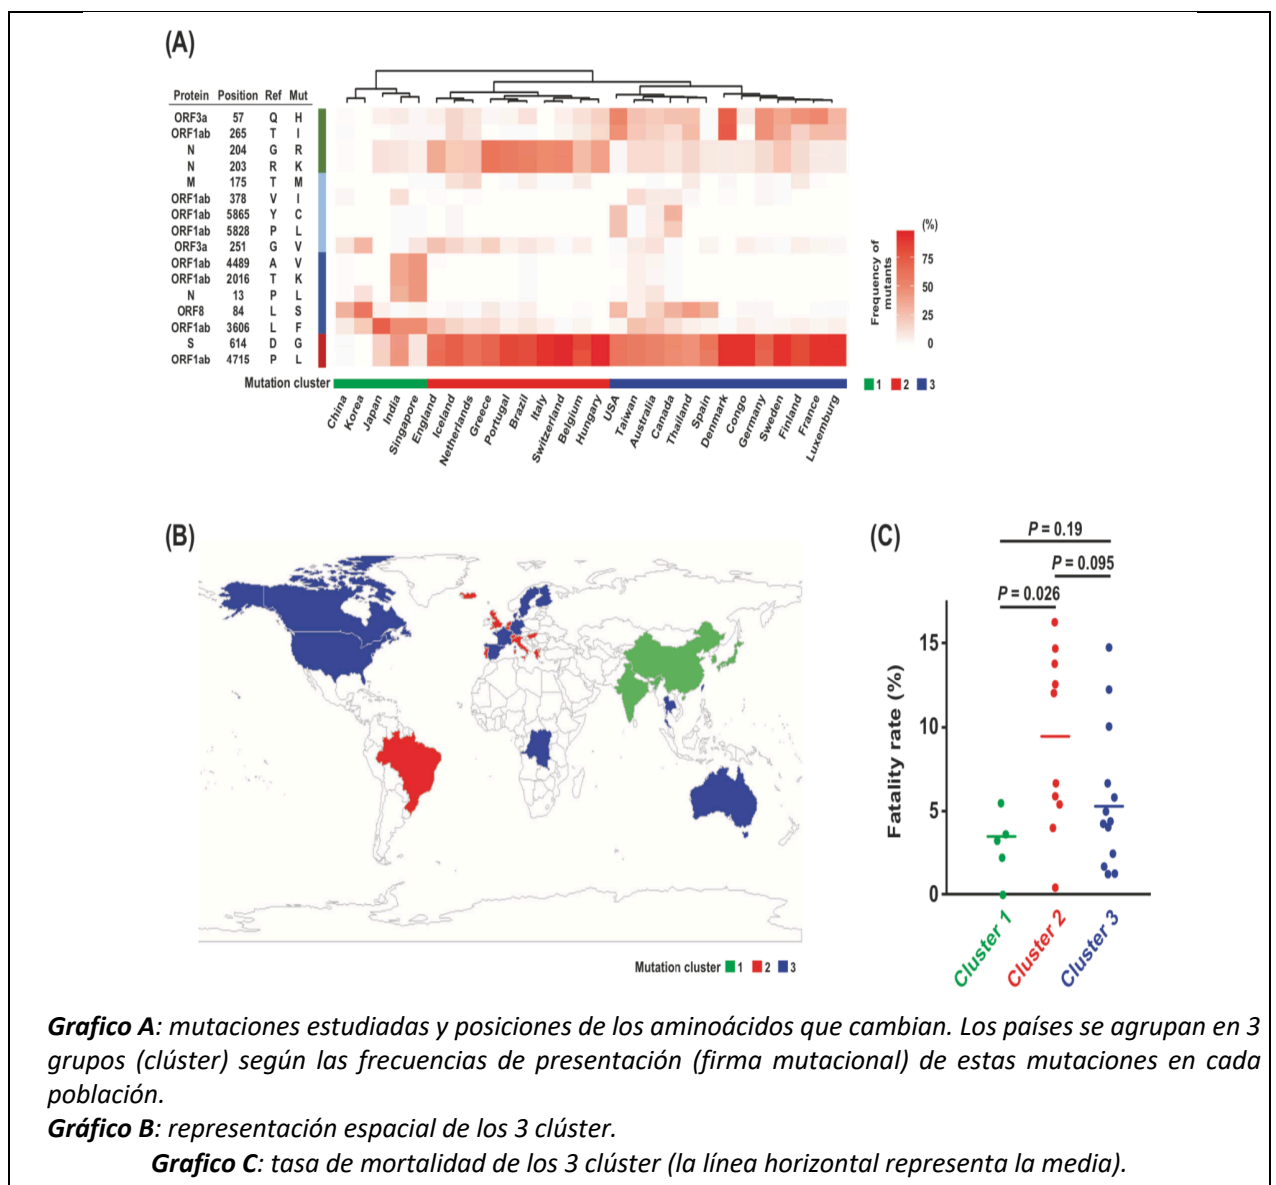 (A)
Protein Position Ref Mut
ORF3a 57 Q H
ORF1ab 265 T I
N 204 G R
N 203 R K
M 175 T M
ORF1ab 378 V I
ORF1ab 5865 Y C
ORF1ab 5828 P L
ORF3a 251 G V
ORF1ab 4489 A V
ORF1ab 2016 T K
N 13 P L
ORF8 84 L S
ORF1ab 3606 L F
S 614 D G
ORF1ab 4715 P L
Mutation cluster
China
Korea
Japan
India
Singapore
England
Iceland
Netherlands
Greece
Portugal
Brazil
Italy
Switzerland
Belgium
Hungary
USA
Taiwan
Australia
Canada
Thailand
Spain
Denmark
Congo
Germany
Sweden
Finland
France
Luxemburg
Frequency of
mutants
(%)
75
50
25
0
1 2 3
(B)
Mutation cluster 1 2 3
(C)
P = 0.19
P = 0.095
P = 0.026
Fatality rate (%)
15
10
5
0
Cluster 1
Cluster 2
Cluster 3
Grafico A: mutaciones estudiadas y posiciones de los aminoácidos que cambian. Los países se agrupan en 3
grupos (clúster) según las frecuencias de presentación (firma mutacional) de estas mutaciones en cada
población.
Gráfico B: representación espacial de los 3 clúster.
Grafico C: tasa de mortalidad de los 3 clúster (la línea horizontal representa la media).